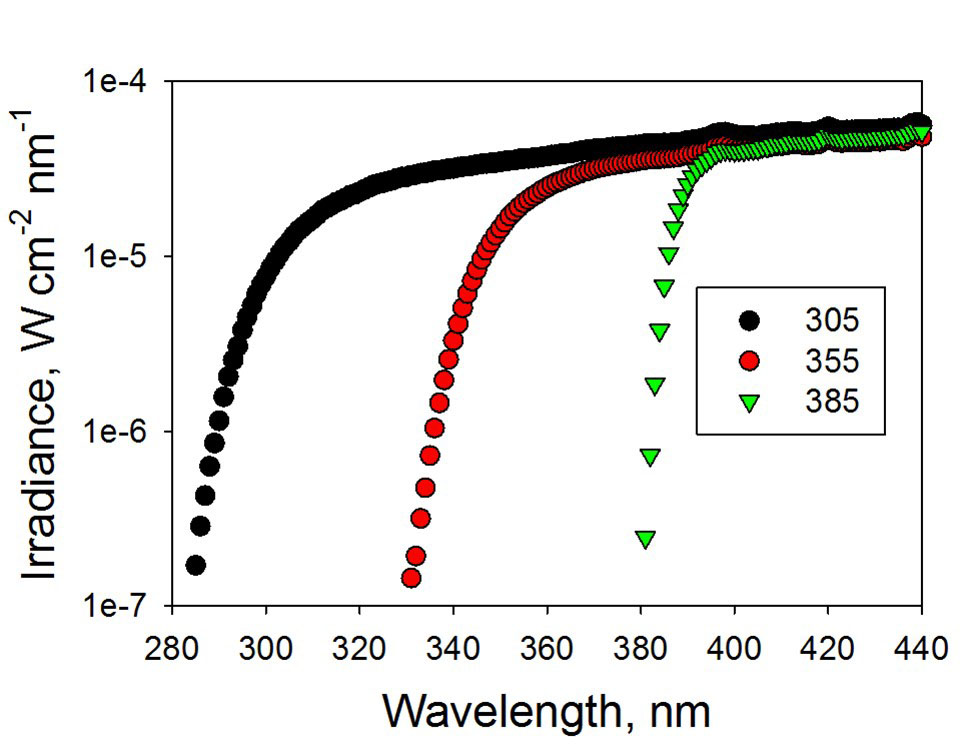 1e-4
1e-5
1e-6
1e-7
Irradiance, W cm-2 nm-1
305
355
385
280 300 320 340 360 380 400 420 440
Wavelength, nm